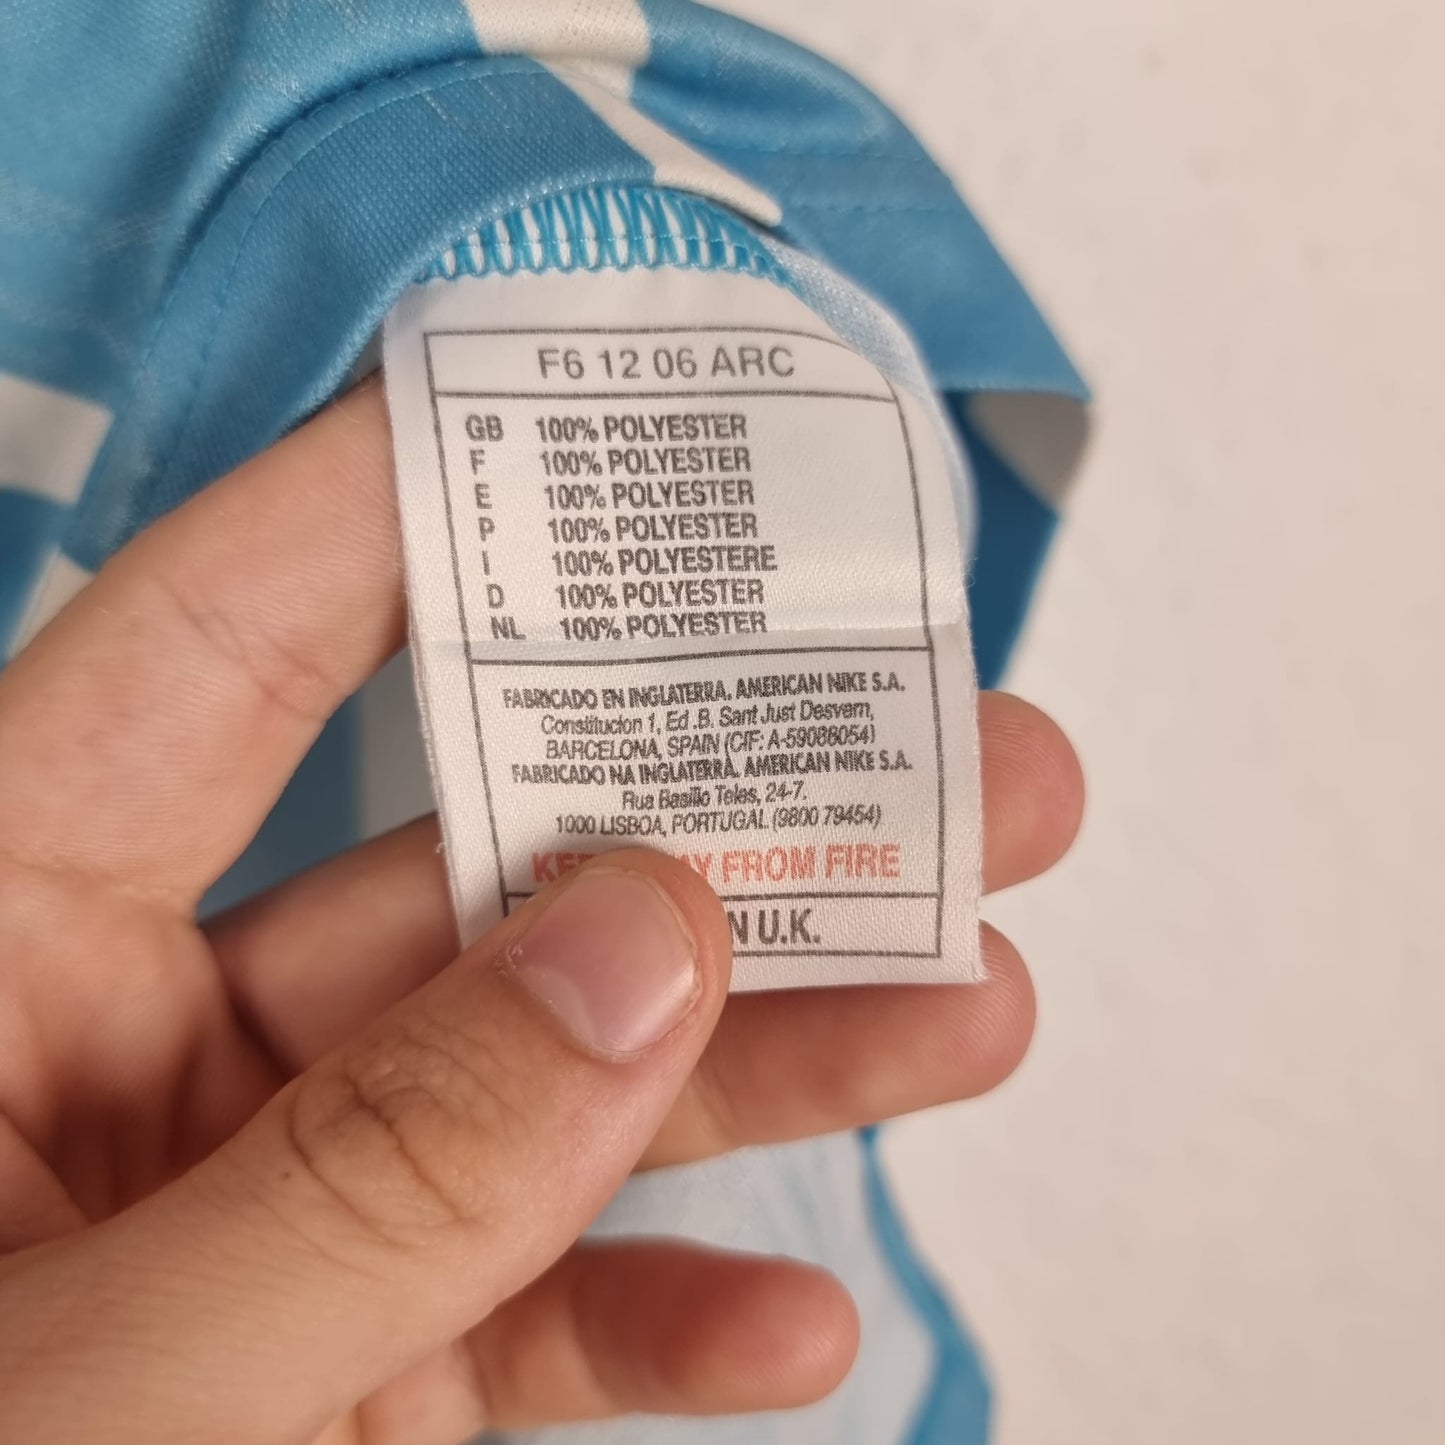 F6 12 06 ARC
GB 100% POLYESTER
F 100% POLYESTER
E 100% POLYESTER
P 100% POLYESTER
I 100% POLYESTERE
D 100% POLYESTER
NL 100% POLYESTER
FABRICADO EN INGLATERRA. AMERICAN NIKE S.A.
Constitucion 1, Ed .B. Sant Just Desvern,
BARCELONA, SPAIN (CIF: A-59088054)
FABRICADO NA INGLATERRA. AMERICAN NIKE S.A.
Rua Basilio Teles, 24-7.
1000 LISBOA, PORTUGAL (9800 79454)
FROM FIRE
U.K.